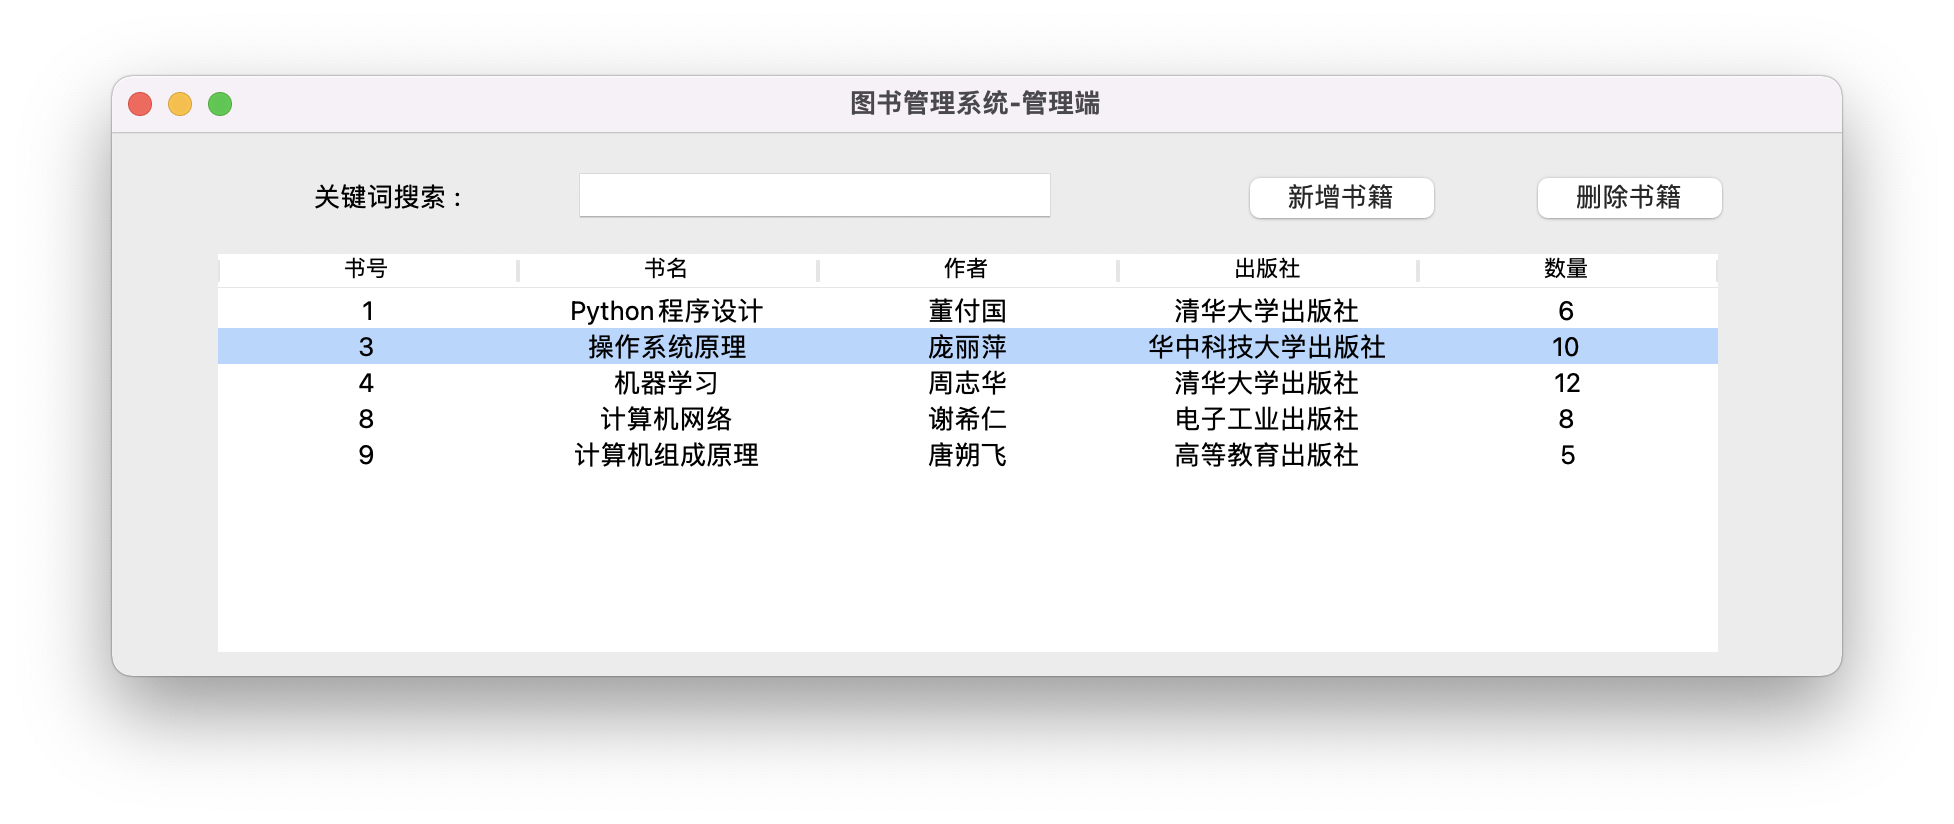 图书管理系统-管理端
关键词搜索： 新增书籍 删除书籍
书号 书名 作者 出版社 数量
1 Python程序设计 董付国 清华大学出版社 6
3 操作系统原理 庞丽萍 华中科技大学出版社 10
4 机器学习 周志华 清华大学出版社 12
8 计算机网络 谢希仁 电子工业出版社 8
9 计算机组成原理 唐朔飞 高等教育出版社 5